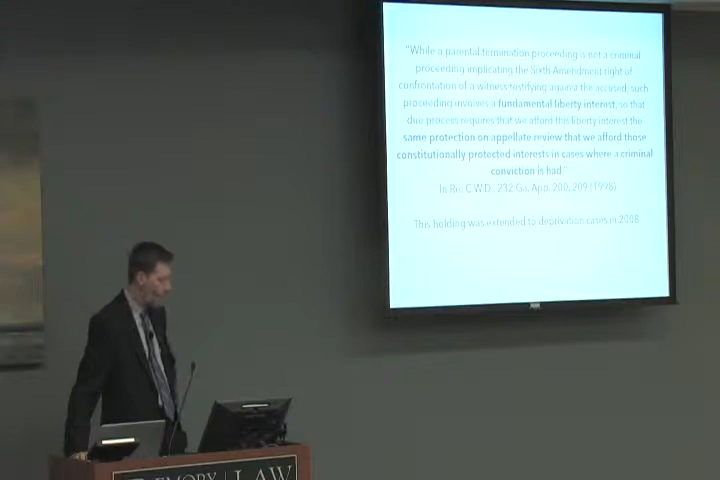 "While a parental termination proceeding is not a criminal
proceeding implicating the Sixth Amendment right of
confrontation of a witness testifying against the accused, such
proceeding involves a fundamental liberty interest, so that
due process requires that we afford this liberty interest the
same protection on appellate review that we afford those
constitutionally protected interests in cases where a criminal
conviction is had."
In Re: C.W.D., 232 Ga. App. 200, 209 (1998)
This holding was extended to deprivation cases in 2008
EMORY | LAW